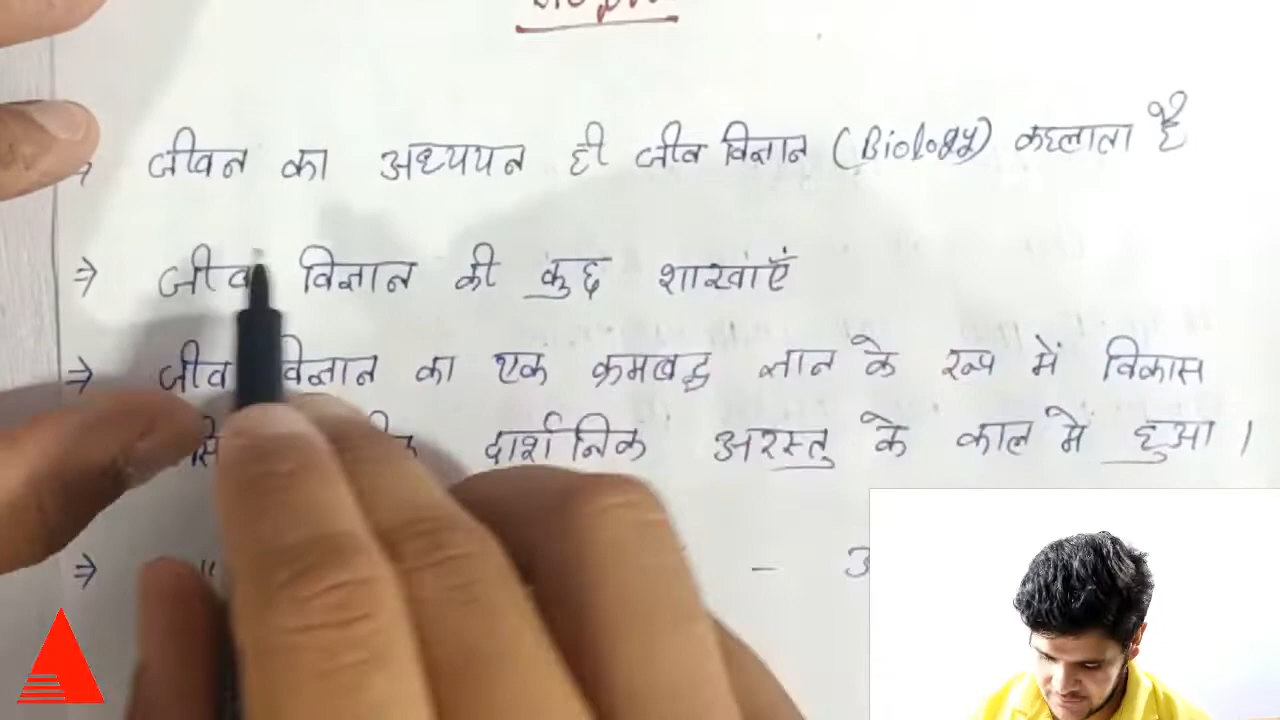 ⇒ जीवन का अध्ययन ही जीव विज्ञान (Biology) कहलाता है
⇒ जीव विज्ञान की कुछ शाखाएँ
⇒ जीव विज्ञान का एक क्रमबद्ध ज्ञान के रूप में विकास
दार्शनिक अरस्तु के काल में हुआ ।
⇒ " –